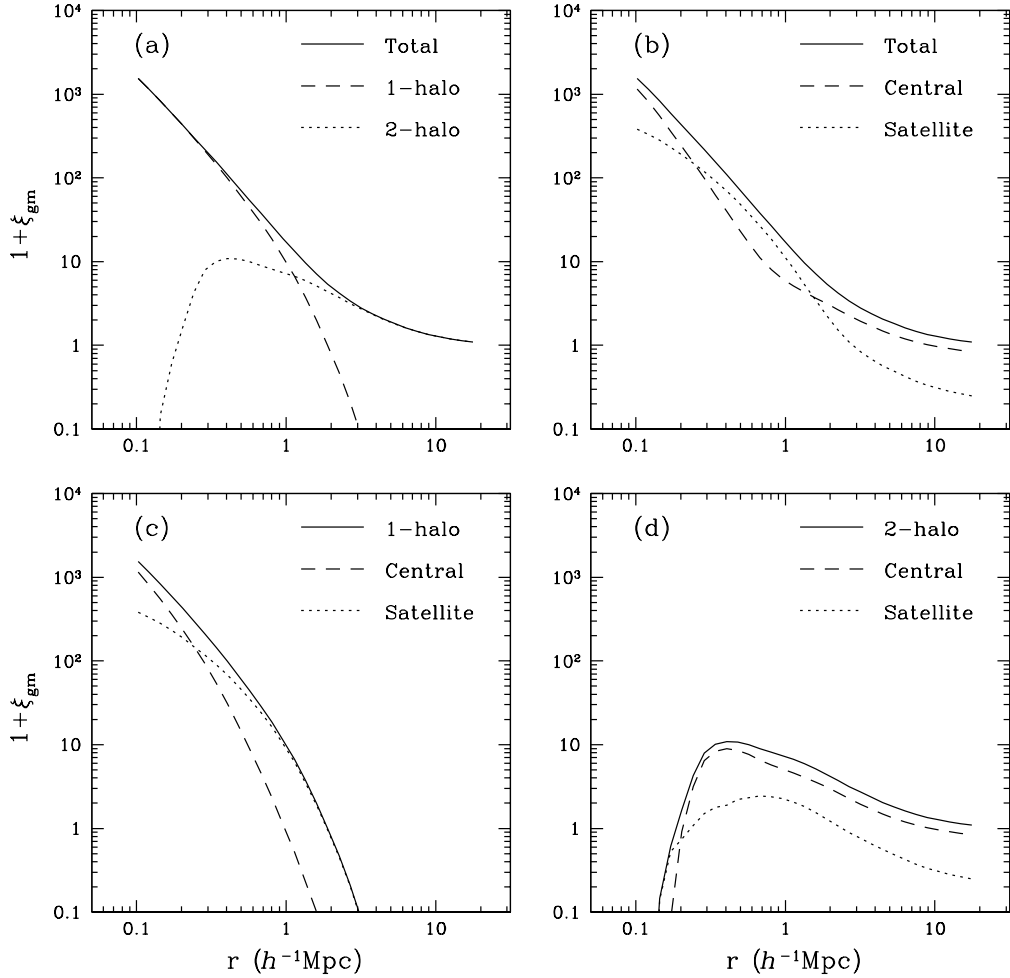 (a)
Total
1-halo
2-halo
10⁴
10³
10²
10
1
0.1
1+ξgm
0.1 1 10
(b)
Total
Central
Satellite
10⁴
10³
10²
10
1
0.1
0.1 1 10
(c)
1-halo
Central
Satellite
10⁴
10³
10²
10
1
0.1
1+ξgm
0.1 1 10
r (h⁻¹Mpc)
(d)
2-halo
Central
Satellite
10⁴
10³
10²
10
1
0.1
0.1 1 10
r (h⁻¹Mpc)